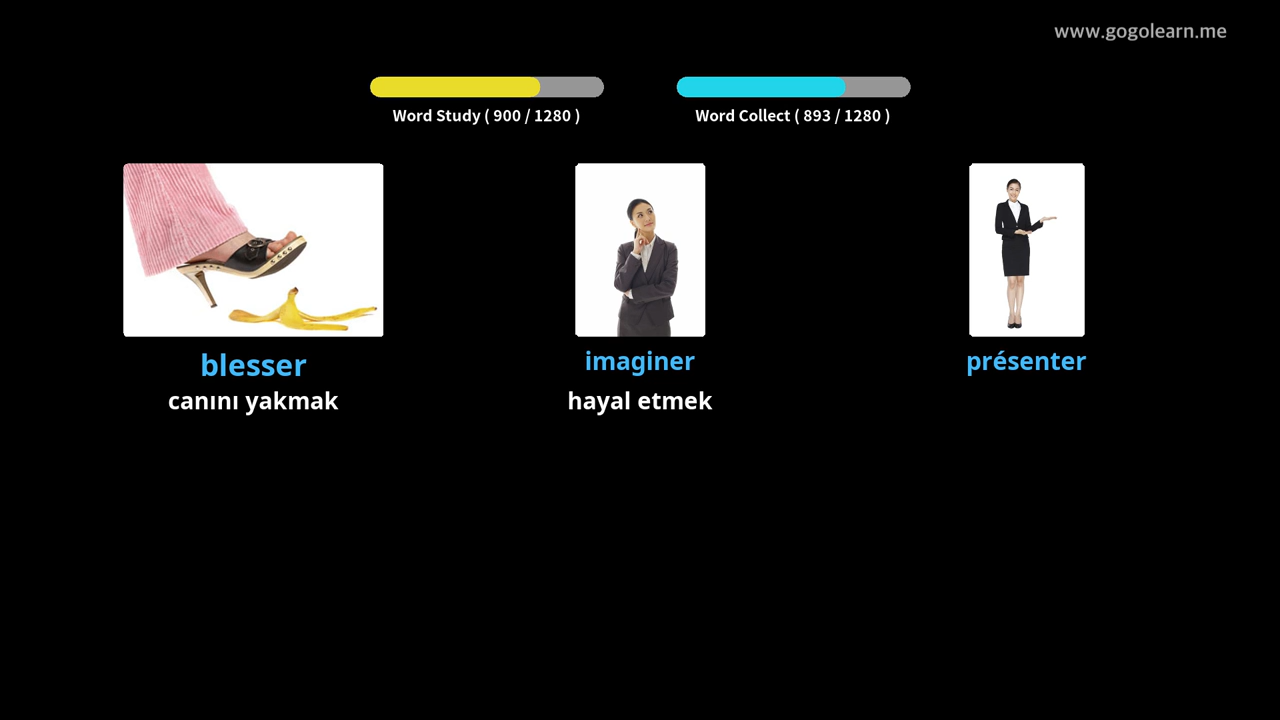 www.gogolearn.me
Word Study ( 900 / 1280 )
Word Collect ( 893 / 1280 )
blesser
canını yakmak
imaginer
hayal etmek
présenter